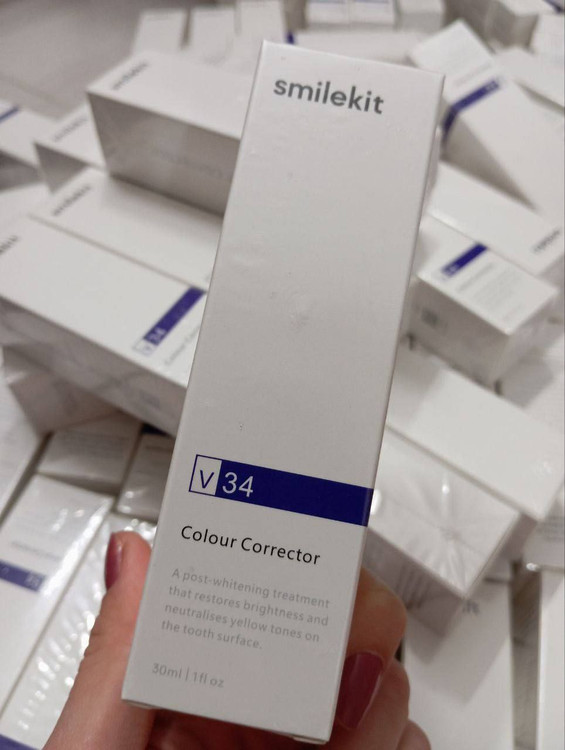 smilekit
V 34
Colour Corrector
A post-whitening treatment
that restores brightness and
neutralises yellow tones on
the tooth surface.
30ml | 1fl oz